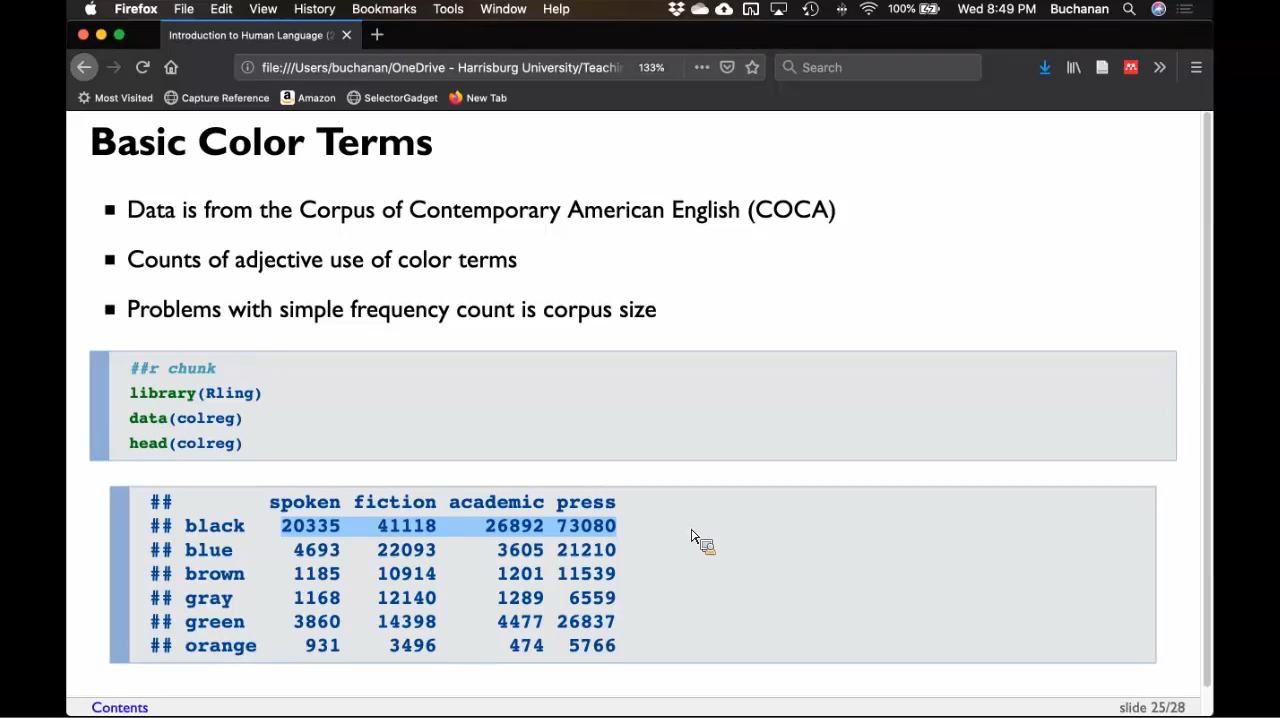 Firefox File Edit View History Bookmarks Tools Window Help 100% Wed 8:49 PM Buchanan
Introduction to Human Language (
file:///Users/buchanan/OneDrive - Harrisburg University/Teachi 133% Search
Most Visited Capture Reference Amazon SelectorGadget New Tab
Basic Color Terms
Data is from the Corpus of Contemporary American English (COCA)
Counts of adjective use of color terms
Problems with simple frequency count is corpus size
##r chunk
library(Rling)
data(colreg)
head(colreg)
## spoken fiction academic press
## black 20335 41118 26892 73080
## blue 4693 22093 3605 21210
## brown 1185 10914 1201 11539
## gray 1168 12140 1289 6559
## green 3860 14398 4477 26837
## orange 931 3496 474 5766
Contents slide 25/28